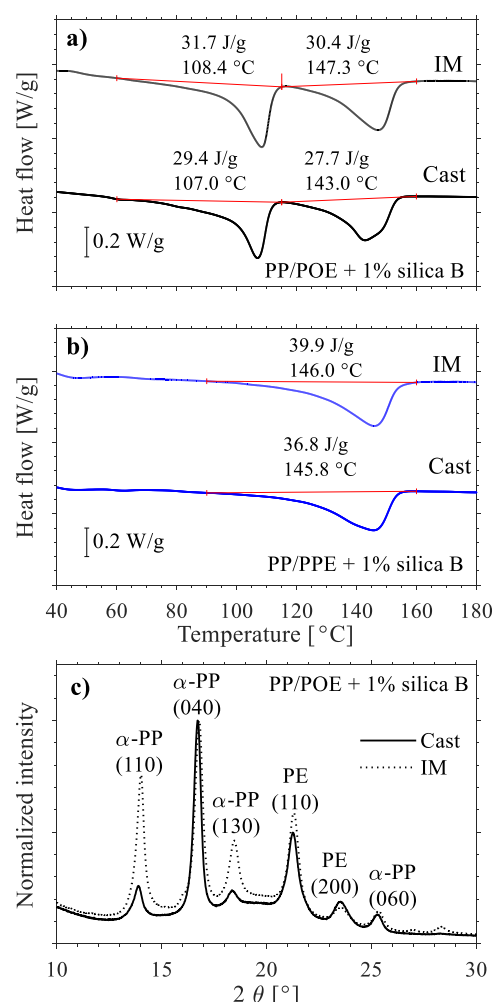 a)
31.7 J/g
108.4 °C
30.4 J/g
147.3 °C
IM
29.4 J/g
107.0 °C
27.7 J/g
143.0 °C
Cast
0.2 W/g
PP/POE + 1% silica B
Heat flow [W/g]
b)
39.9 J/g
146.0 °C
IM
36.8 J/g
145.8 °C
Cast
0.2 W/g
PP/PPE + 1% silica B
Heat flow [W/g]
40 60 80 100 120 140 160 180
Temperature [°C]
c)
PP/POE + 1% silica B
α-PP
(110)
α-PP
(040)
α-PP
(130)
PE
(110)
PE
(200)
α-PP
(060)
Cast
IM
Normalized intensity
10 15 20 25 30
2 θ [°]